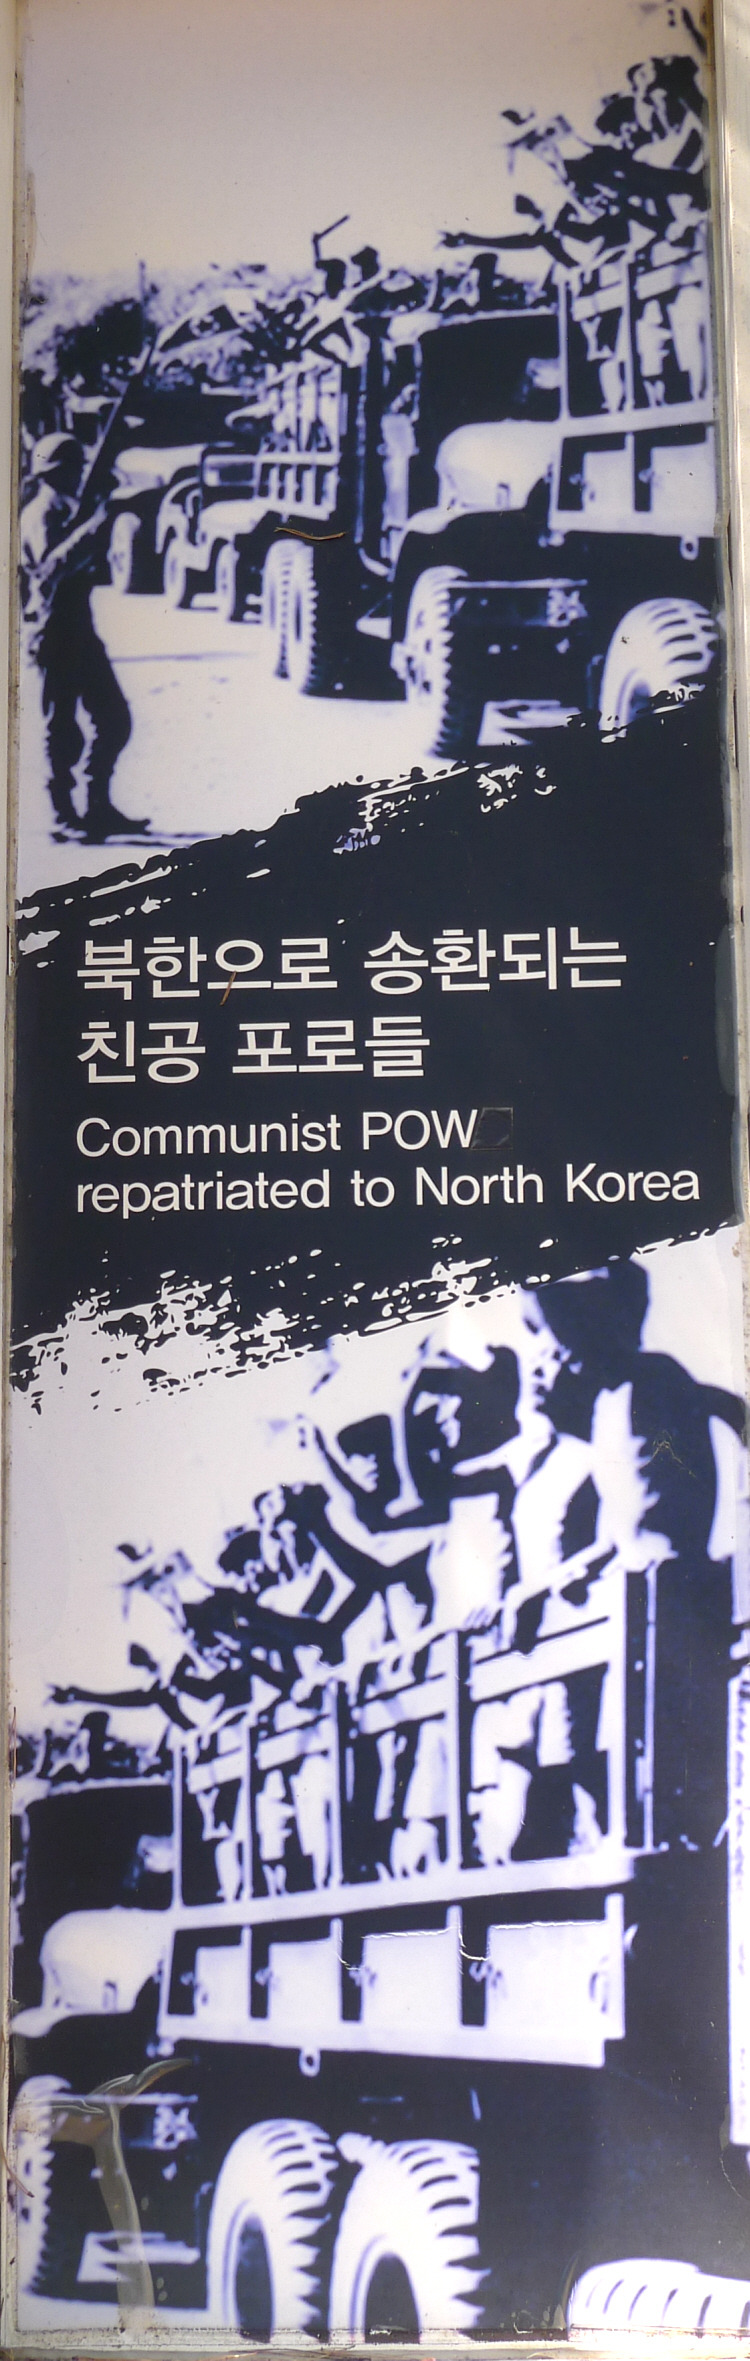 북한으로 송환되는
친공 포로들
Communist POW
repatriated to North Korea